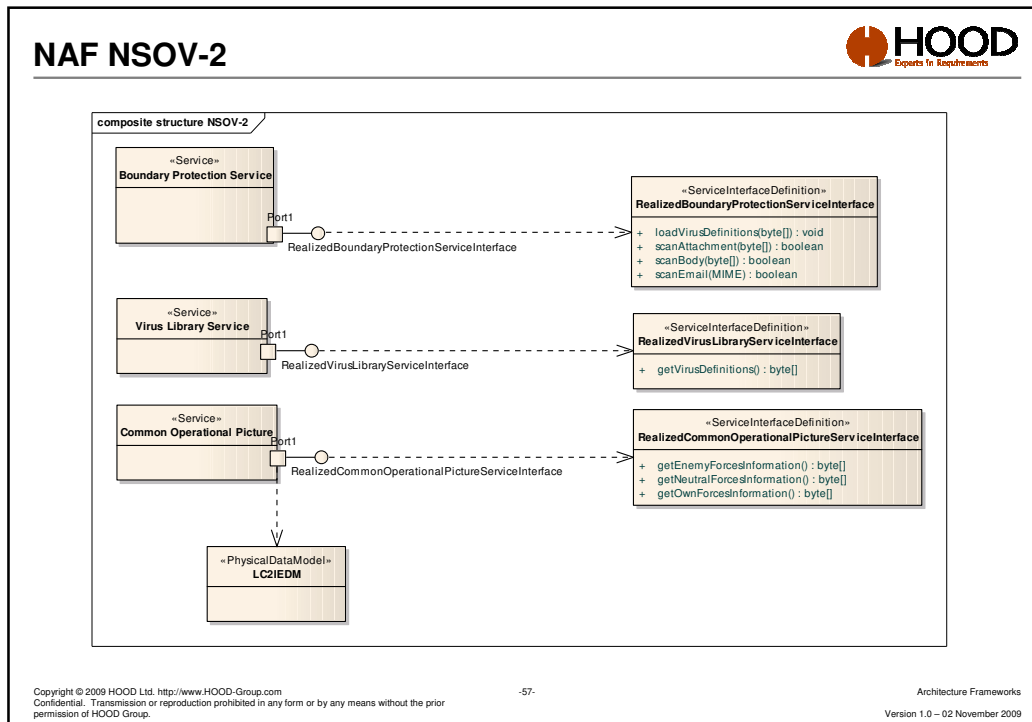 NAF NSOV-2
HOOD
Experts in Requirements
composite structure NSOV-2
«Service»
Boundary Protection Service
Port1
RealizedBoundaryProtectionServiceInterface
«ServiceInterfaceDefinition»
RealizedBoundaryProtectionServiceInterface
+ loadVirusDefinitions(byte[]) : void
+ scanAttachment(byte[]) : boolean
+ scanBody(byte[]) : boolean
+ scanEmail(MIME) : boolean
«Service»
Virus Library Service
Port1
RealizedVirusLibraryServiceInterface
«ServiceInterfaceDefinition»
RealizedVirusLibraryServiceInterface
+ getVirusDefinitions() : byte[]
«Service»
Common Operational Picture
Port1
RealizedCommonOperationalPictureServiceInterface
«ServiceInterfaceDefinition»
RealizedCommonOperationalPictureServiceInterface
+ getEnemyForcesInformation() : byte[]
+ getNeutralForcesInformation() : byte[]
+ getOwnForcesInformation() : byte[]
«PhysicalDataModel»
LC2IEDM
Copyright © 2009 HOOD Ltd. http://www.HOOD-Group.com
Confidential. Transmission or reproduction prohibited in any form or by any means without the prior
permission of HOOD Group.
-57-
Architecture Frameworks
Version 1.0 – 02 November 2009